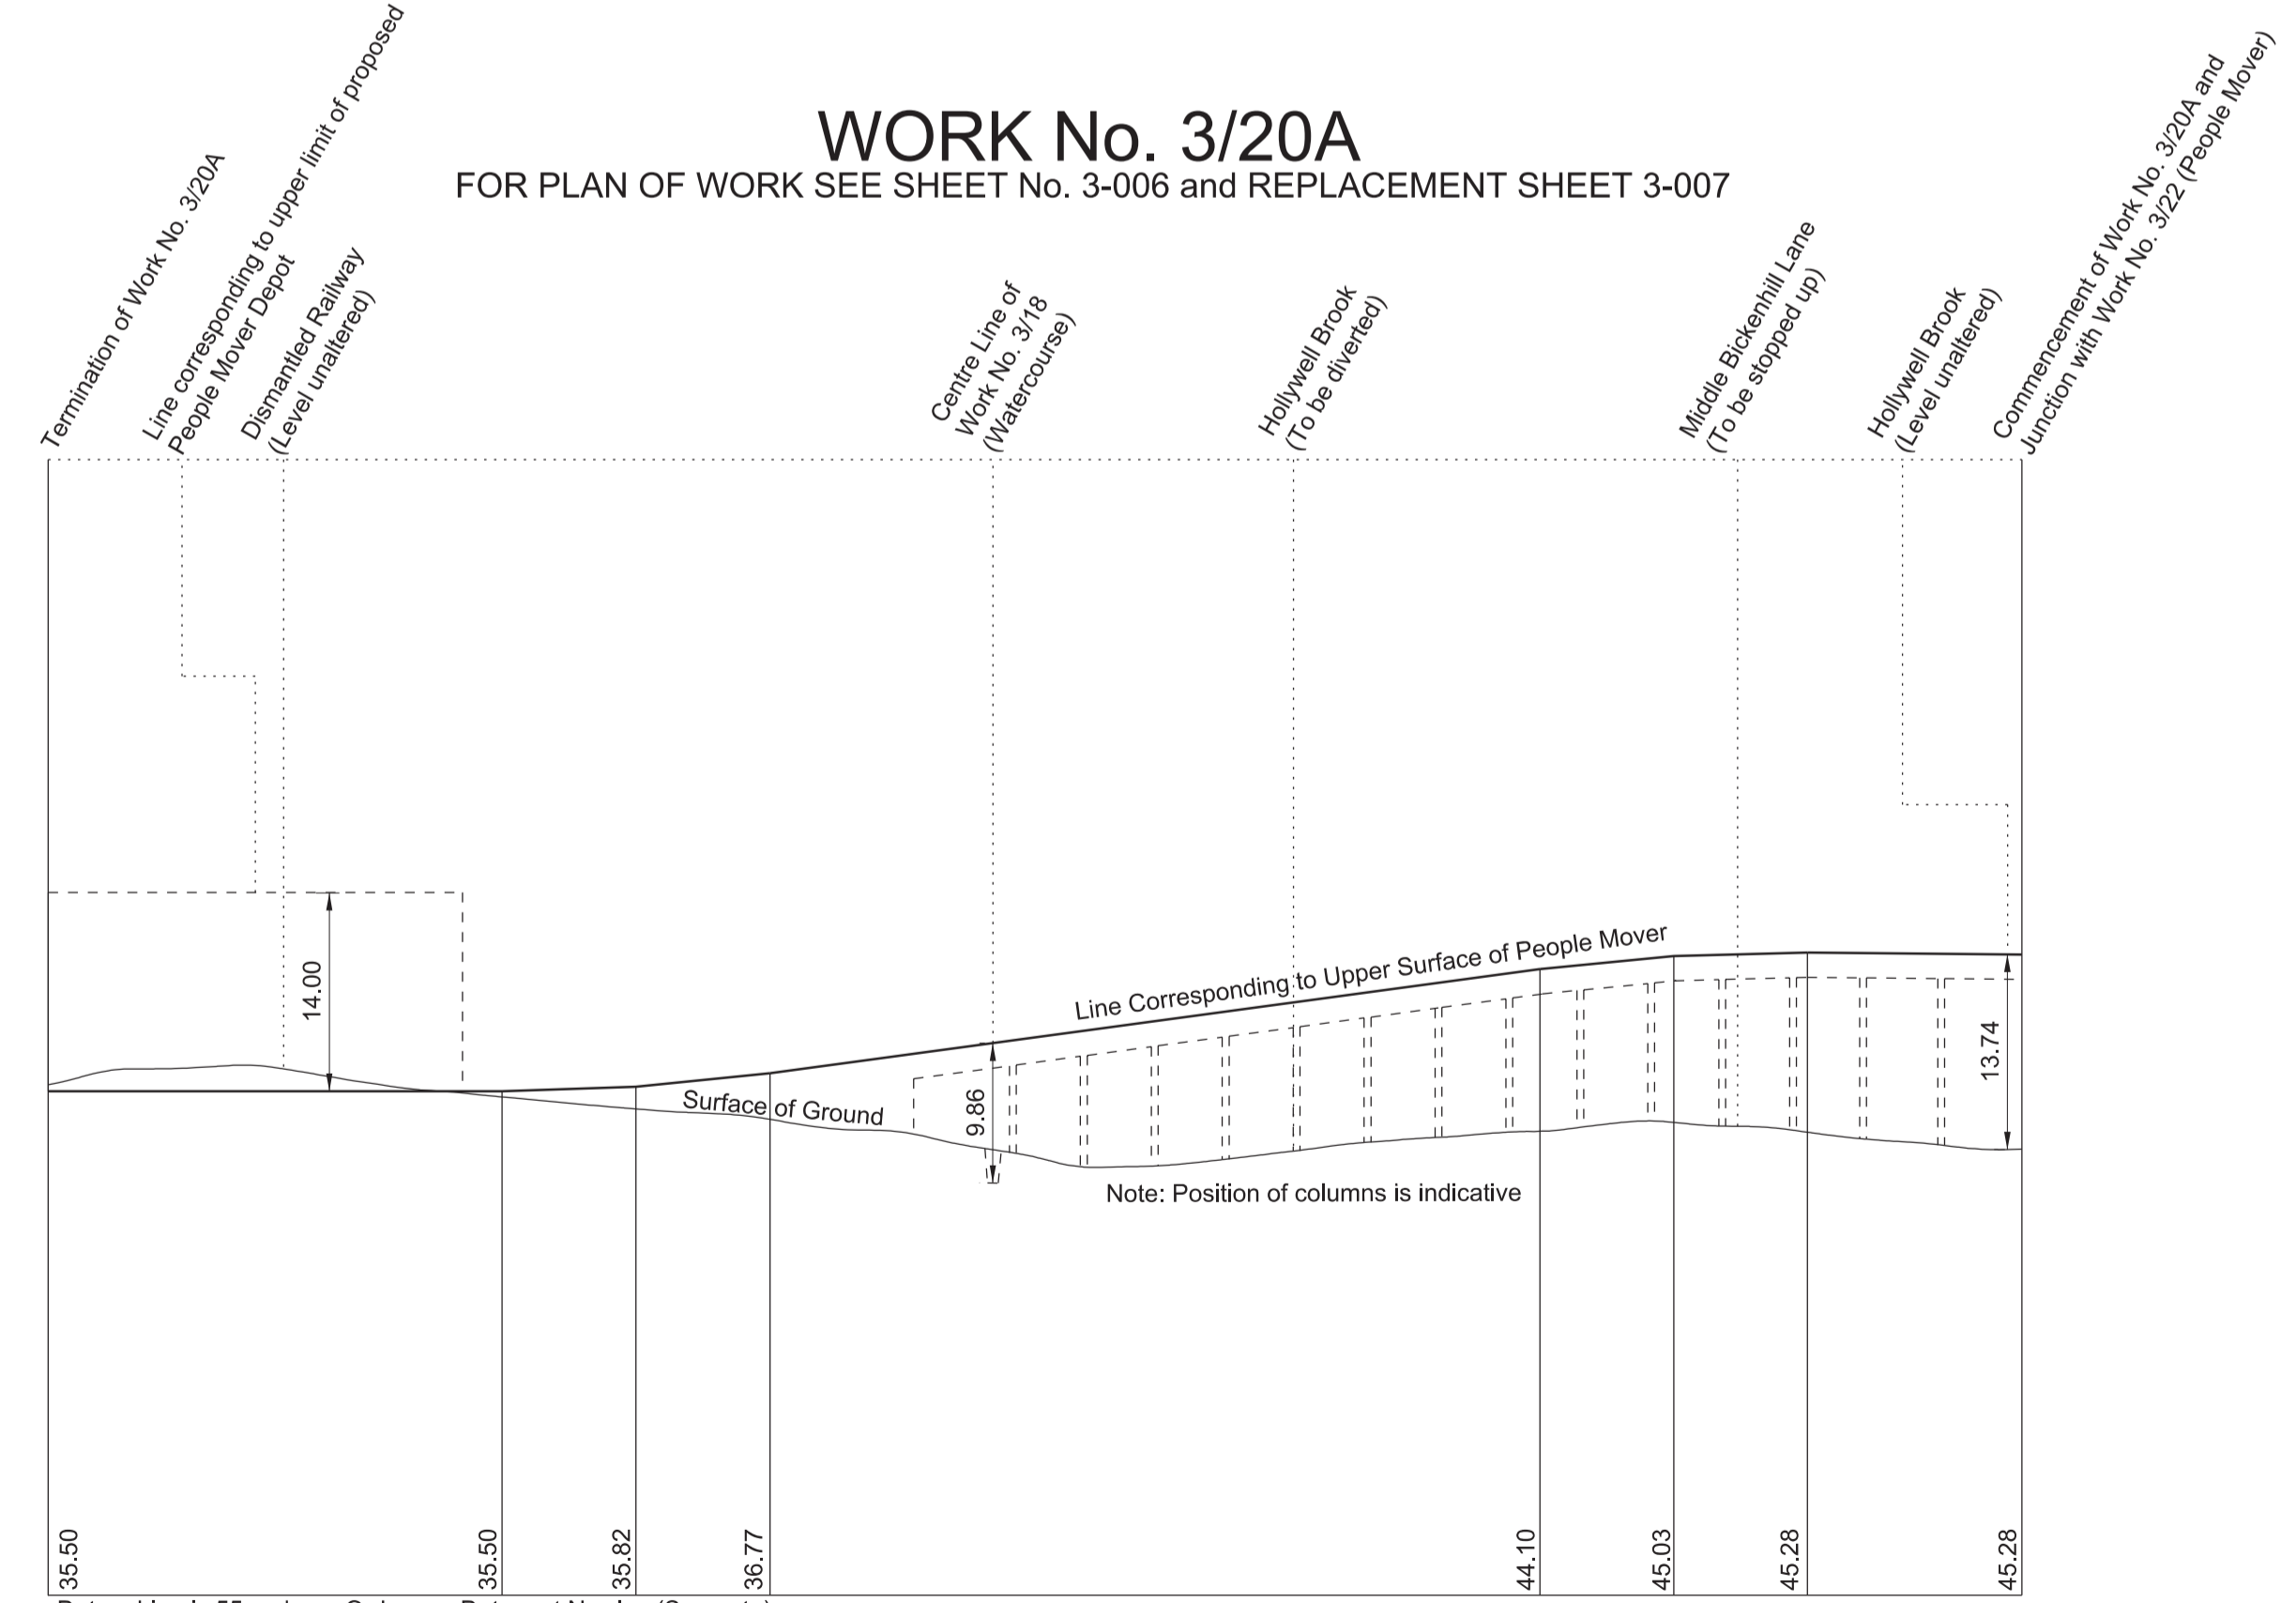 WORK No. 3/20A
FOR PLAN OF WORK SEE SHEET No. 3-006 and REPLACEMENT SHEET 3-007
Termination of Work No. 3/20A
Line corresponding to upper limit of proposed
People Mover Depot
Dismantled Railway
(Level unaltered)
Centre Line of
Work No. 3/18
(Watercourse)
Hollywell Brook
(To be diverted)
Middle Bickenhill Lane
(To be stopped up)
Hollywell Brook
(Level unaltered)
Commencement of Work No. 3/20A and
Junction with Work No. 3/22 (People Mover)
14.00
Line Corresponding to Upper Surface of People Mover
Surface of Ground
9.86
13.74
Note: Position of columns is indicative
35.50
35.50
35.82
36.77
44.10
45.03
45.28
45.28